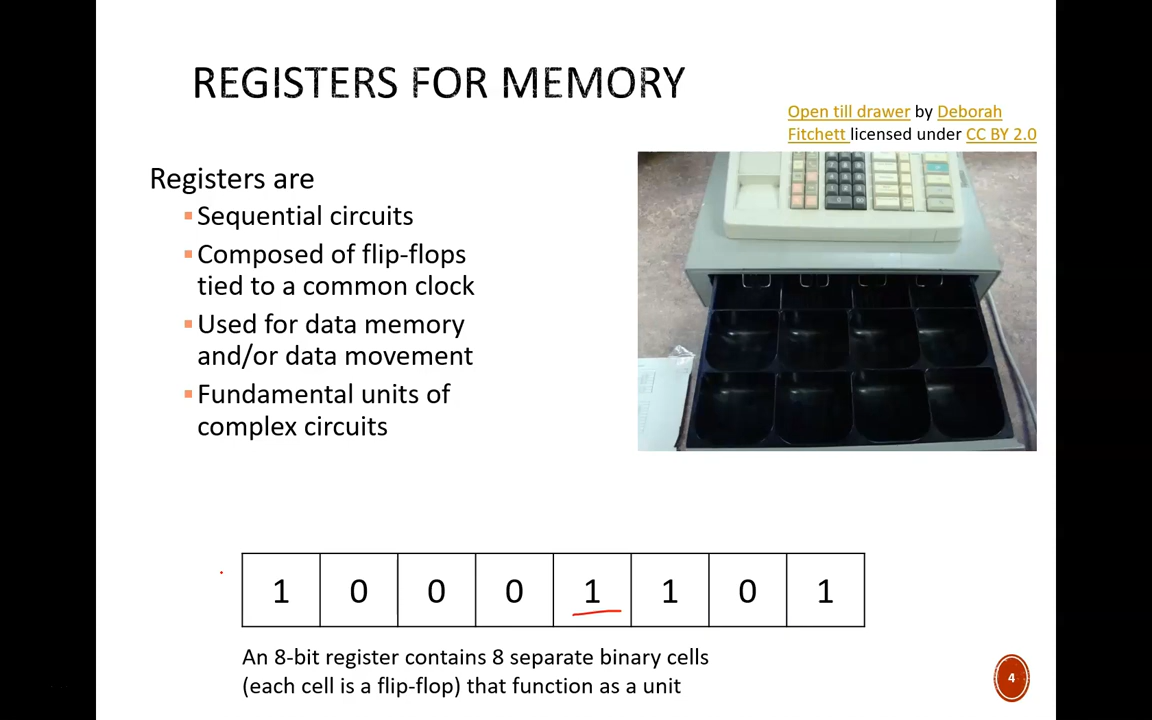 REGISTERS FOR MEMORY
Open till drawer by Deborah
Fitchett licensed under CC BY 2.0
Registers are
▪Sequential circuits
▪Composed of flip-flops
tied to a common clock
▪Used for data memory
and/or data movement
▪Fundamental units of
complex circuits
1 0 0 0 1 1 0 1
An 8-bit register contains 8 separate binary cells
(each cell is a flip-flop) that function as a unit
4